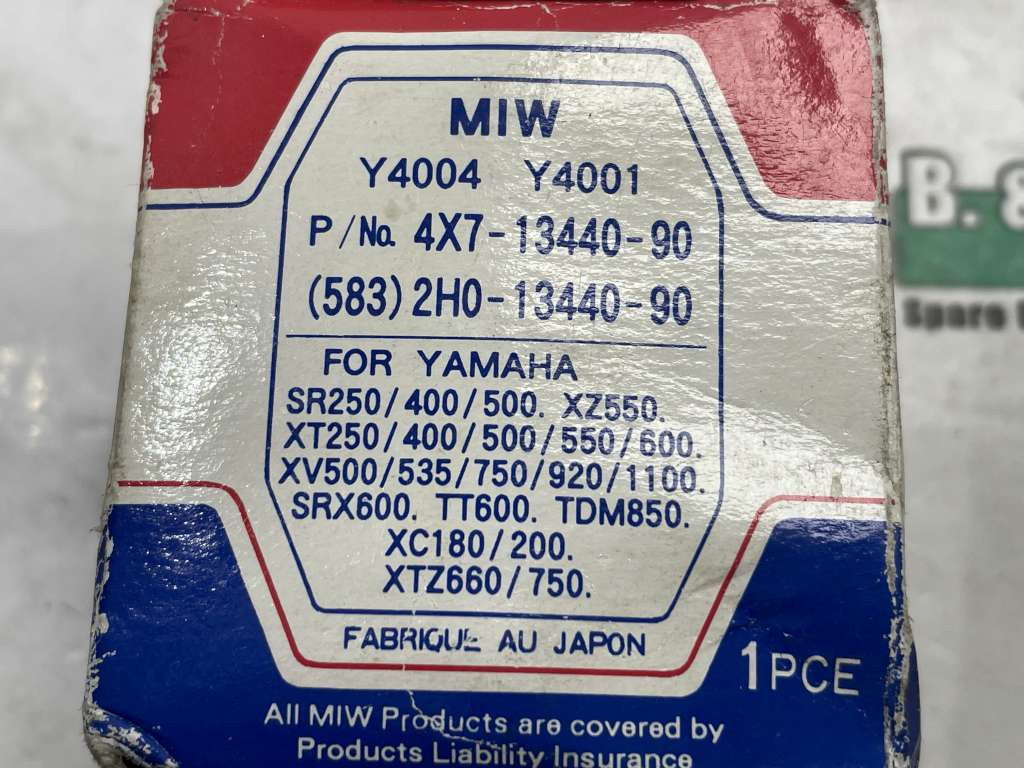 MIW
Y4004 Y4001
P/No. 4X7-13440-90
(583) 2H0-13440-90
FOR YAMAHA
SR250/400/500. XZ550.
XT250/400/500/550/600.
XV500/535/750/920/1100.
SRX600. TT600. TDM850.
XC180/200.
XTZ660/750.
FABRIQUE AU JAPON
1PCE
All MIW Products are covered by
Products Liability Insurance
B. &
Spare